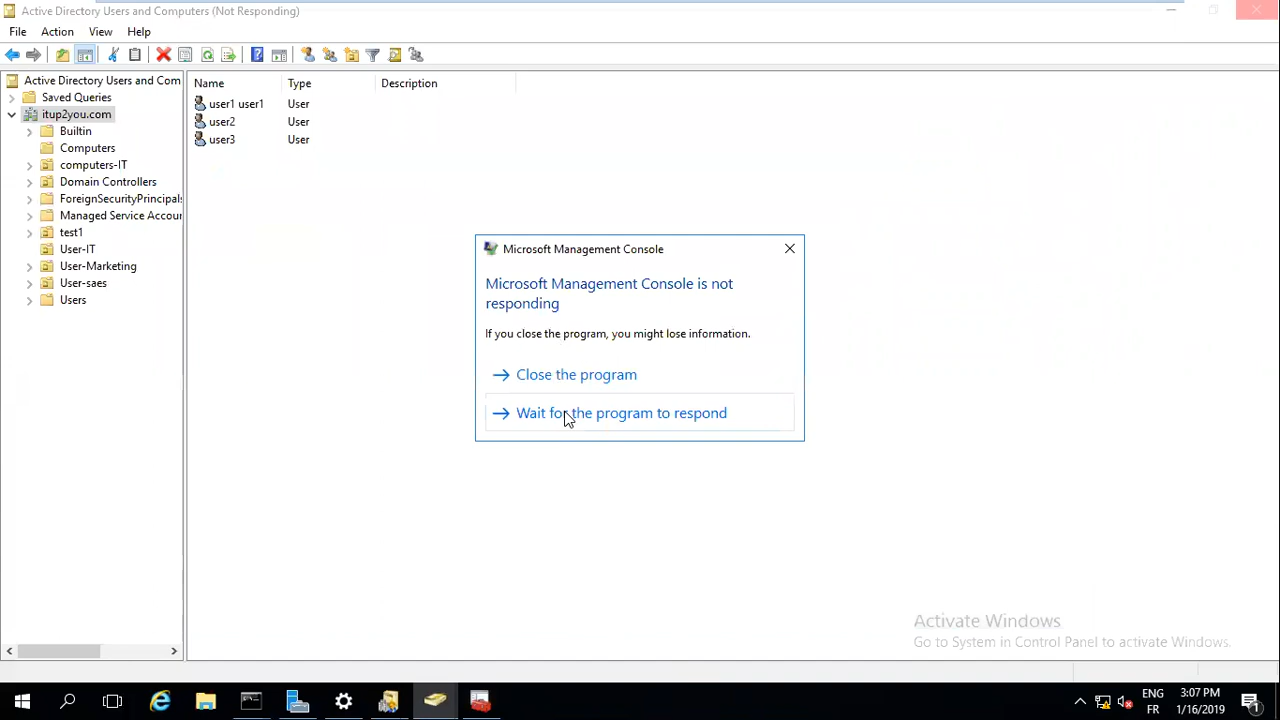 Active Directory Users and Computers (Not Responding)
File Action View Help
Active Directory Users and Com
Saved Queries
itup2you.com
Builtin
Computers
computers-IT
Domain Controllers
ForeignSecurityPrincipals
Managed Service Accour
test1
User-IT
User-Marketing
User-saes
Users
Name Type Description
user1 user1 User
user2 User
user3 User
Microsoft Management Console
Microsoft Management Console is not
responding
If you close the program, you might lose information.
Close the program
Wait for the program to respond
Activate Windows
Go to System in Control Panel to activate Windows.
ENG 3:07 PM
FR 1/16/2019
1